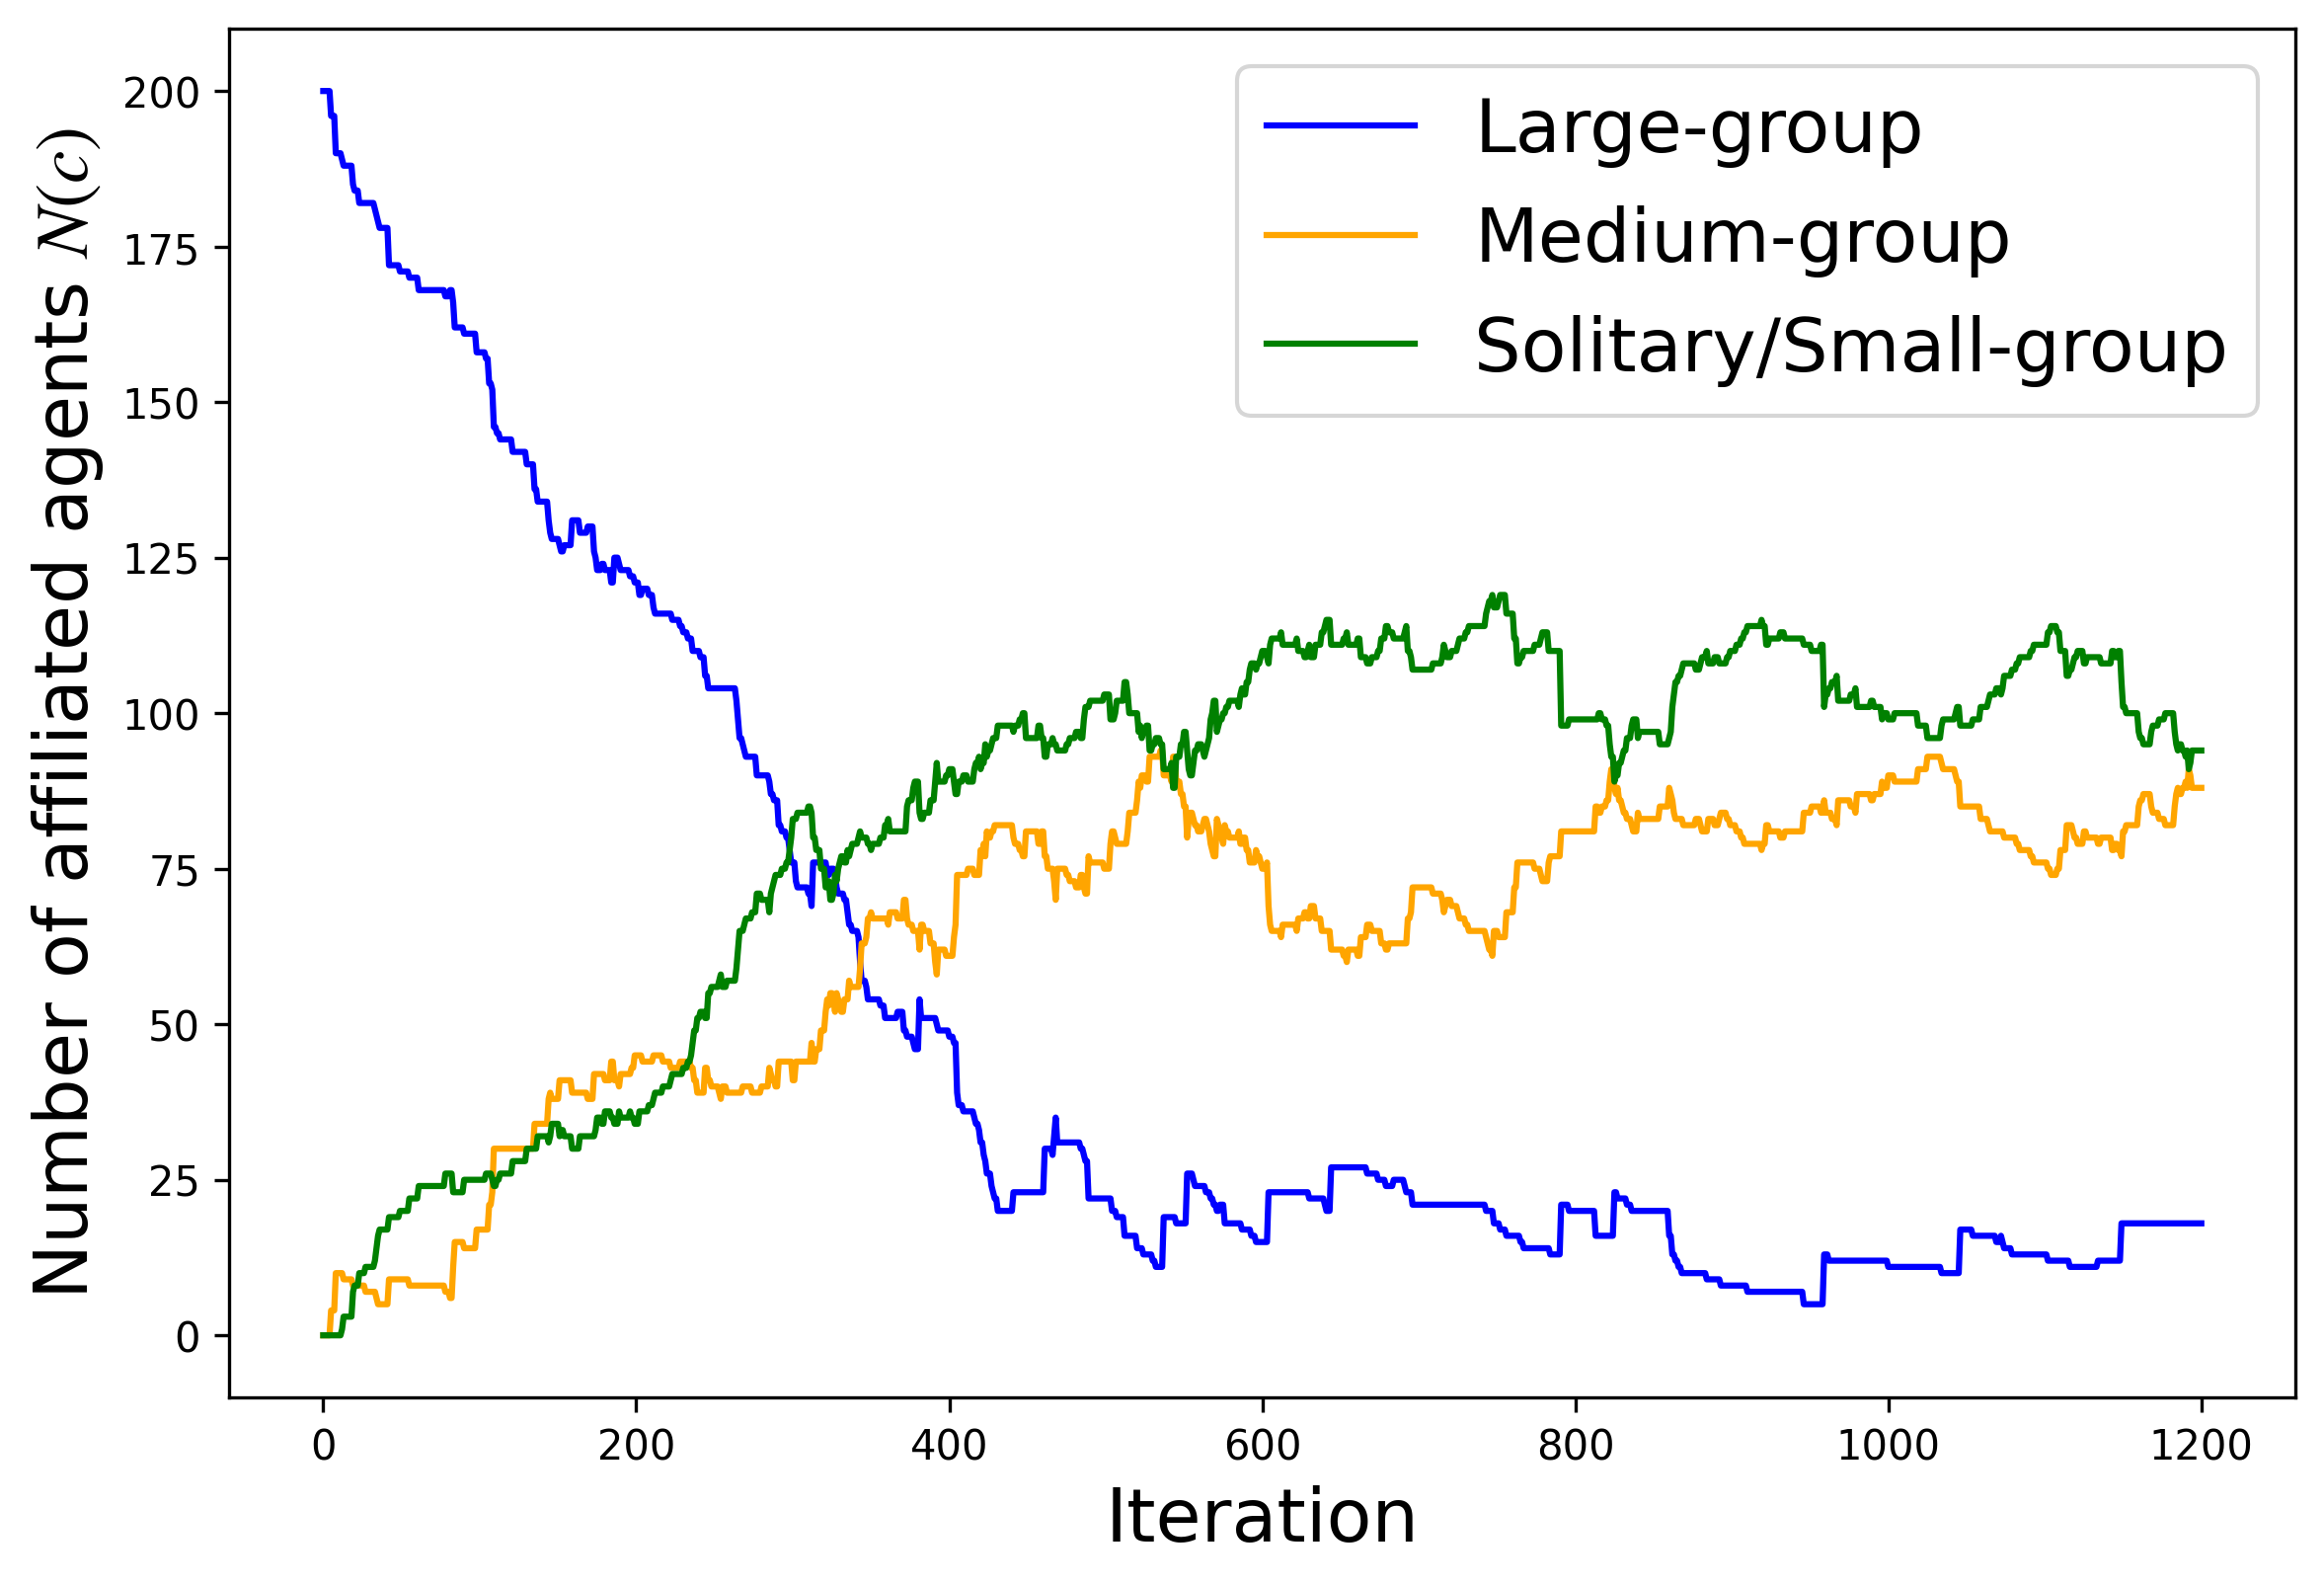 Number of affiliated agents N(c)
200
175
150
125
100
75
50
25
0
Large-group
Medium-group
Solitary/Small-group
0 200 400 600 800 1000 1200
Iteration